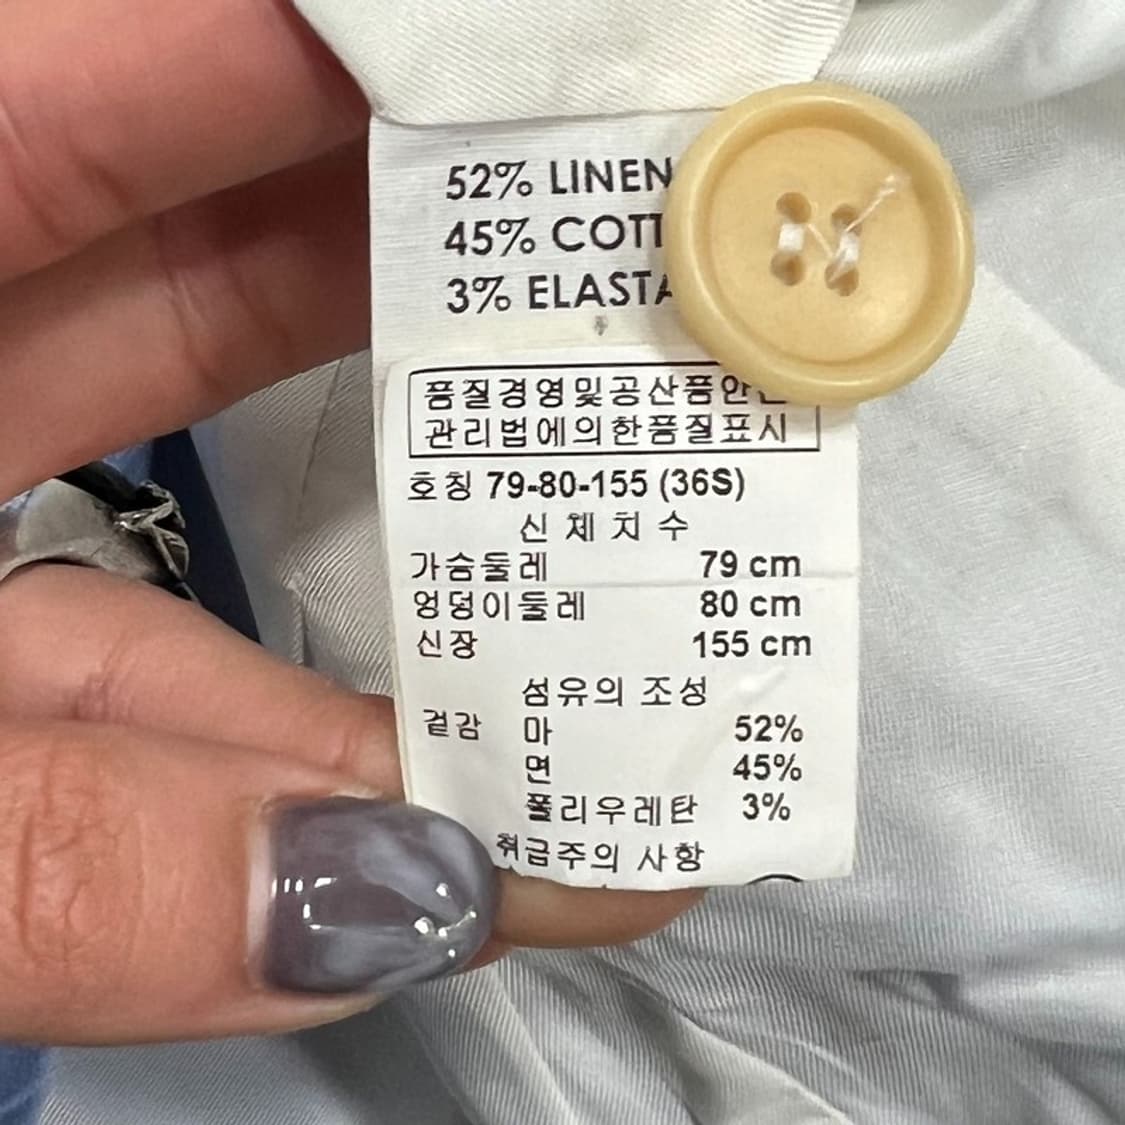 52% LINEN
45% COTT
3% ELASTA
품질경영및공산품안전
관리법에의한품질표시
호칭 79-80-155 (36S)
신체치수
가슴둘레 79 cm
엉덩이둘레 80 cm
신장 155 cm
섬유의 조성
겉감 마 52%
면 45%
폴리우레탄 3%
취급주의 사항